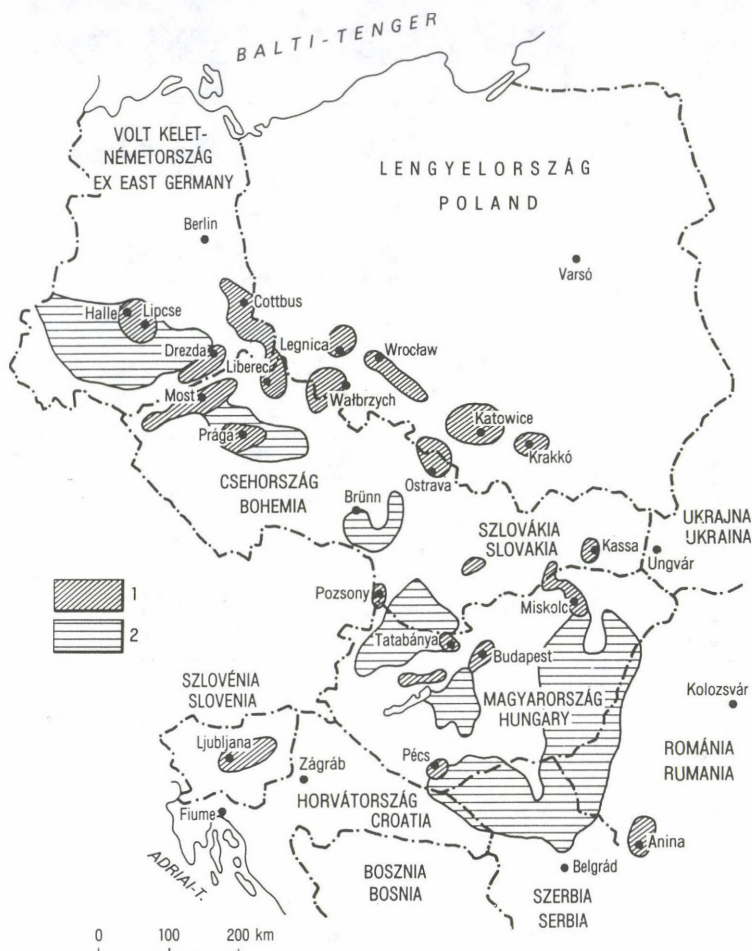 BALTI-TENGER
VOLT KELET-
NÉMETORSZÁG
EX EAST GERMANY
LENGYELORSZÁG
POLAND
Berlin
Varsó
Cottbus
Halle
Lipcse
Legnica
Wrocław
Drezda
Liberec
Most
Wałbrzych
Katowice
Prága
Krakkó
Ostrava
CSEHORSZÁG
BOHEMIA
Brünn
SZLOVÁKIA
SLOVAKIA
Kassa
UKRAJNA
UKRAINA
Ungvár
1
2
Pozsony
Miskolc
Tatabánya
Budapest
SZLOVÉNIA
SLOVENIA
MAGYARORSZÁG
HUNGARY
Kolozsvár
Ljubljana
Zágráb
Pécs
ROMÁNIA
RUMANIA
HORVÁTORSZÁG
CROATIA
Fiume
Anina
ADRIAI-T.
BOSZNIA
BOSNIA
Belgrád
SZERBIA
SERBIA
0 100 200 km